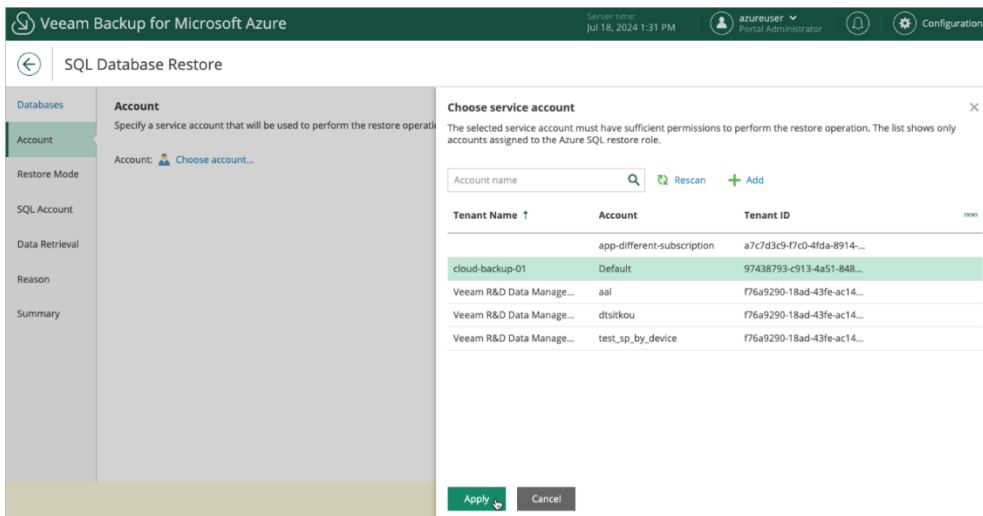 Veeam Backup for Microsoft Azure
Server time:
Jul 18, 2024 1:31 PM
azureuser
Portal Administrator
Configuration
SQL Database Restore
Databases
Account
Restore Mode
SQL Account
Data Retrieval
Reason
Summary
Account
Specify a service account that will be used to perform the restore operati
Account: Choose account...
Choose service account
The selected service account must have sufficient permissions to perform the restore operation. The list shows only
accounts assigned to the Azure SQL restore role.
Account name Rescan Add
Tenant Name Account Tenant ID
app-different-subscription a7c7d3c9-f7c0-4fda-8914-...
cloud-backup-01 Default 97438793-c913-4a51-848...
Veeam R&D Data Manage... aal f76a9290-18ad-43fe-ac14...
Veeam R&D Data Manage... dtsitkou f76a9290-18ad-43fe-ac14...
Veeam R&D Data Manage... test_sp_by_device f76a9290-18ad-43fe-ac14...
Apply Cancel